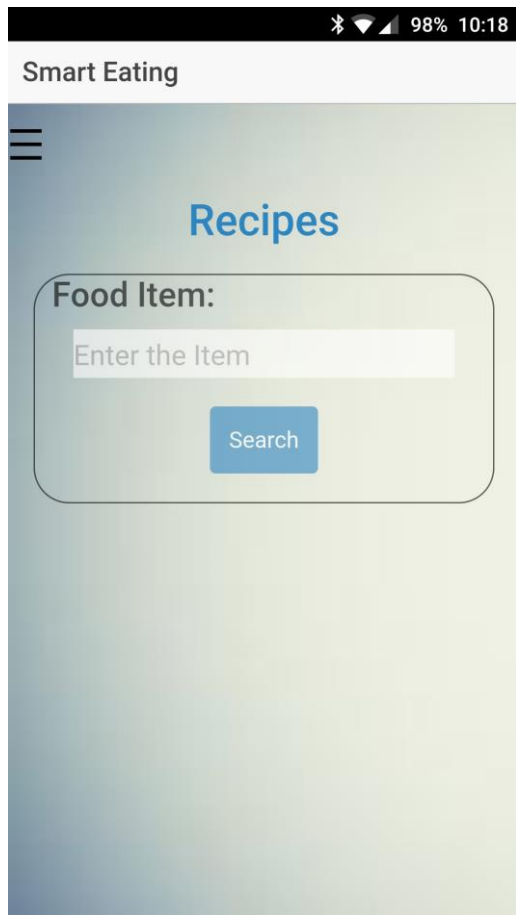 98% 10:18
Smart Eating
Recipes
Food Item:
Enter the Item
Search